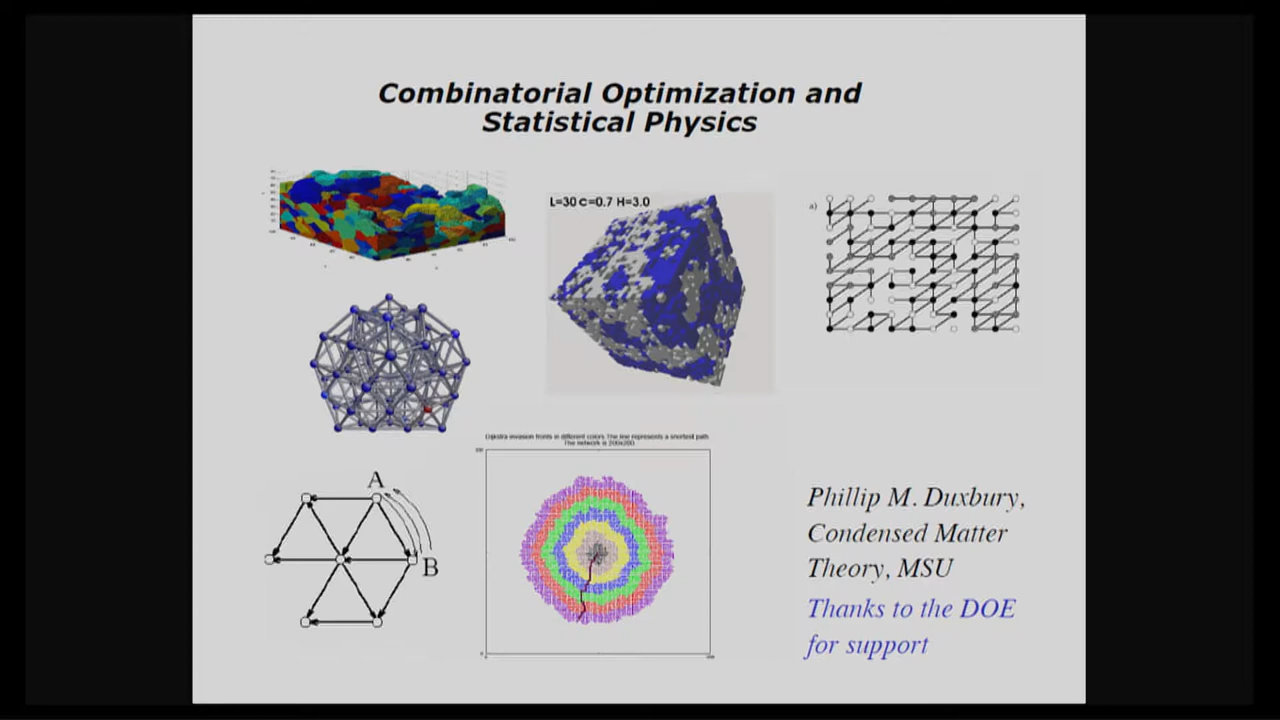 Combinatorial Optimization and
Statistical Physics
L=30 C=0.7 H=3.0
a)
Dijkstra invasion fronts in different colors. The line represents a shortest path.
The network is 200x200.
A
B
Phillip M. Duxbury,
Condensed Matter
Theory, MSU
Thanks to the DOE
for support